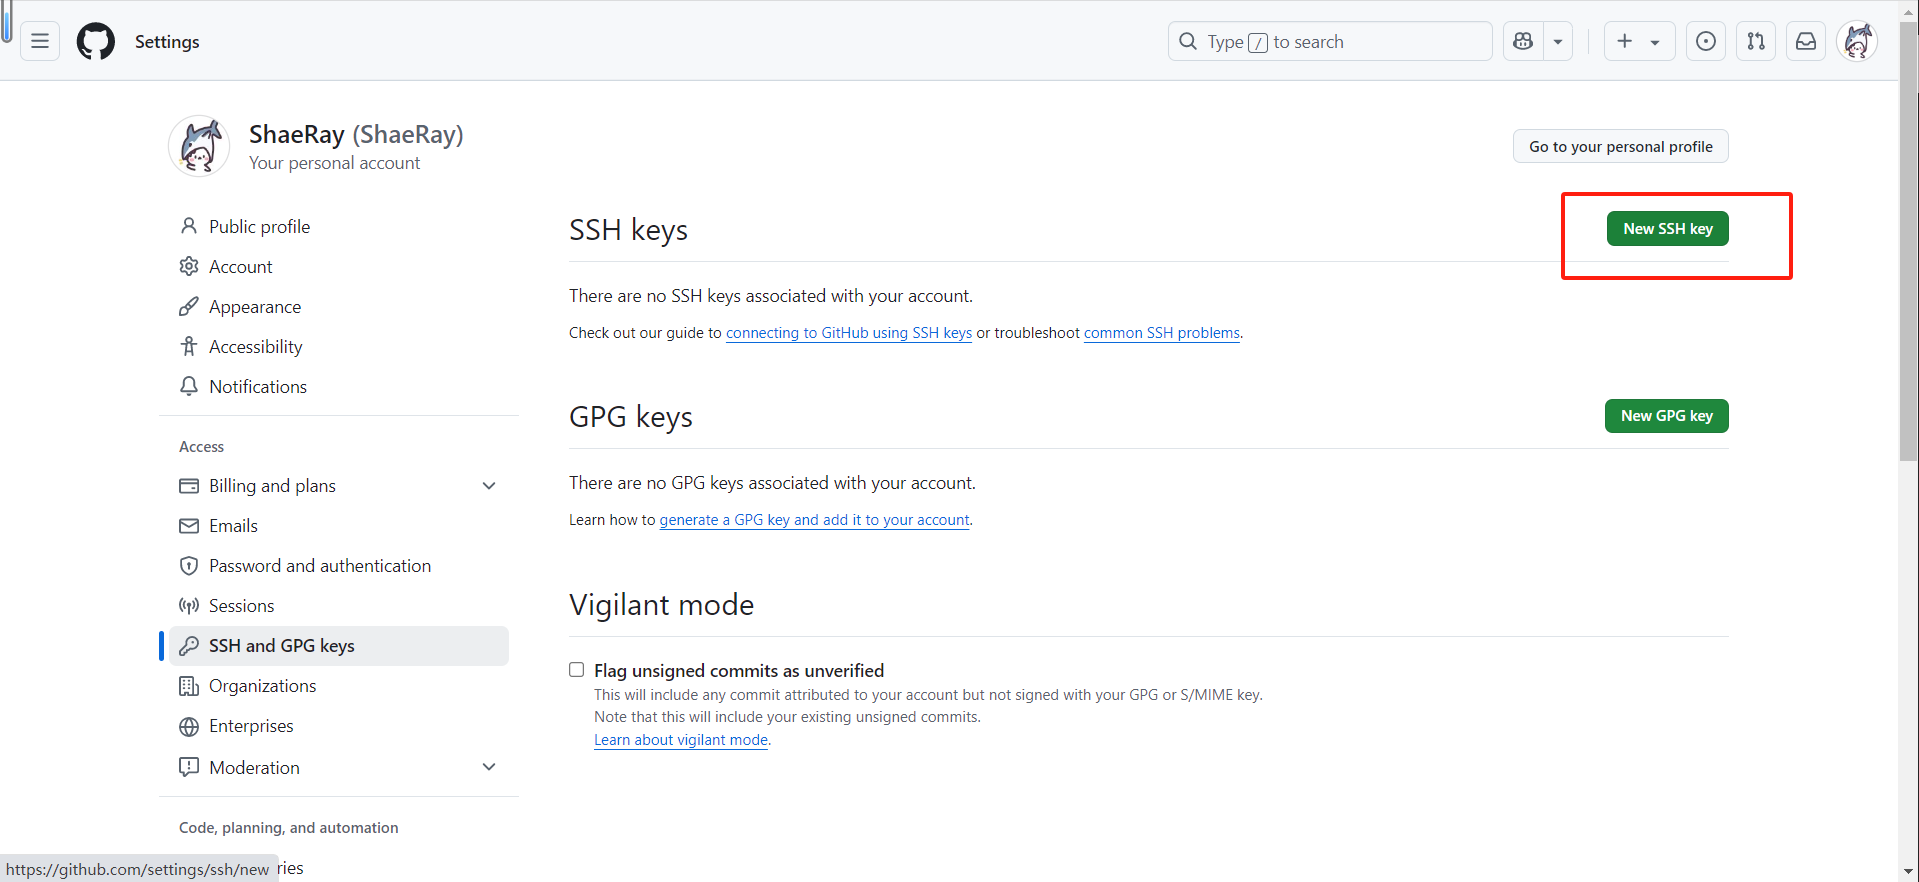 Settings
Type / to search
ShaeRay (ShaeRay)
Your personal account
Go to your personal profile
Public profile
Account
Appearance
Accessibility
Notifications
Access
Billing and plans
Emails
Password and authentication
Sessions
SSH and GPG keys
Organizations
Enterprises
Moderation
Code, planning, and automation
ries
https://github.com/settings/ssh/new
SSH keys
New SSH key
There are no SSH keys associated with your account.
Check out our guide to connecting to GitHub using SSH keys or troubleshoot common SSH problems.
GPG keys
New GPG key
There are no GPG keys associated with your account.
Learn how to generate a GPG key and add it to your account.
Vigilant mode
Flag unsigned commits as unverified
This will include any commit attributed to your account but not signed with your GPG or S/MIME key.
Note that this will include your existing unsigned commits.
Learn about vigilant mode.